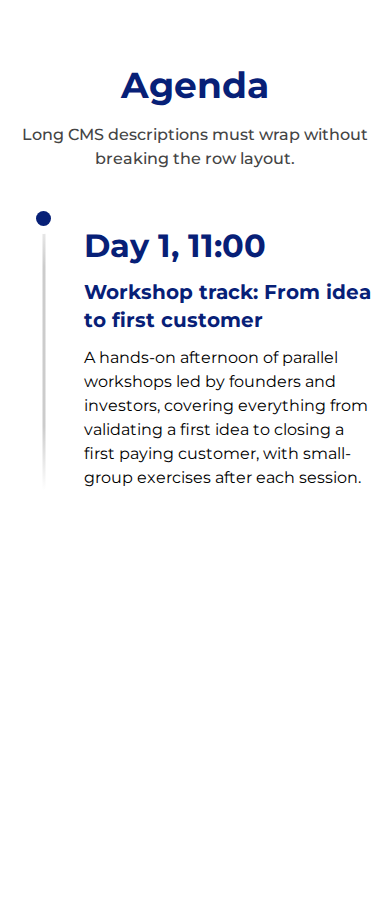 Agenda
Long CMS descriptions must wrap without
breaking the row layout.
Day 1, 11:00
Workshop track: From idea
to first customer
A hands-on afternoon of parallel
workshops led by founders and
investors, covering everything from
validating a first idea to closing a
first paying customer, with small-
group exercises after each session.